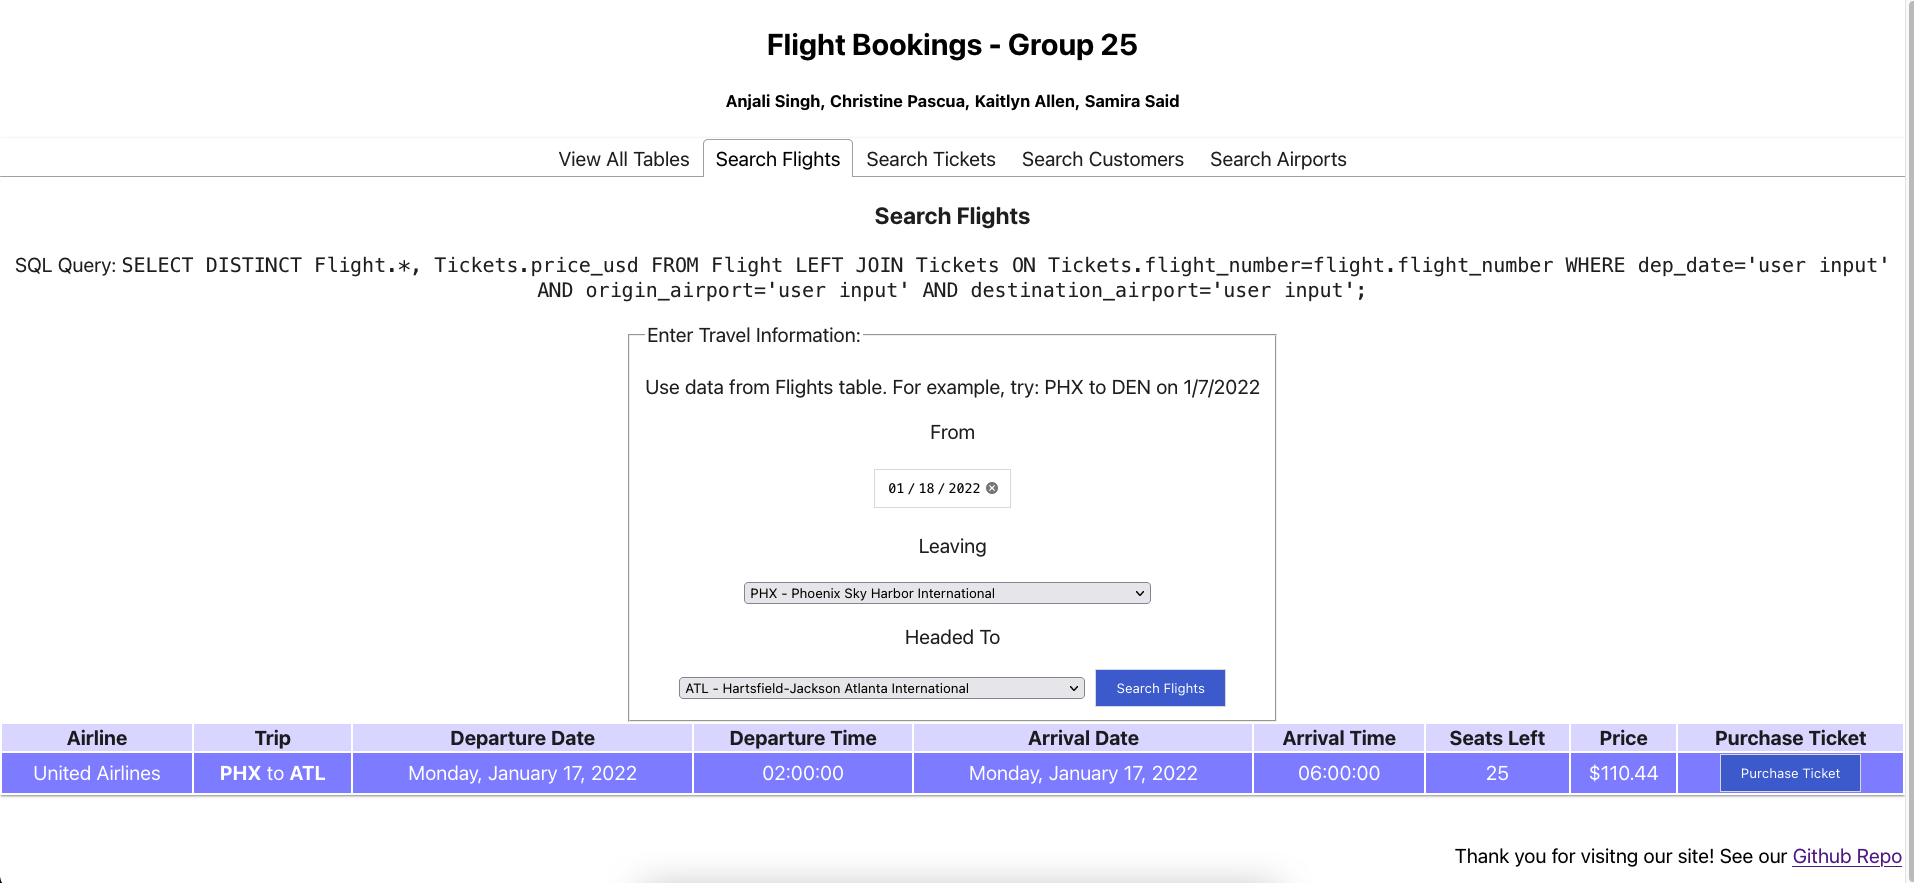 Flight Bookings - Group 25
Anjali Singh, Christine Pascua, Kaitlyn Allen, Samira Said
View All Tables Search Flights Search Tickets Search Customers Search Airports
Search Flights
SQL Query: SELECT DISTINCT Flight.*, Tickets.price_usd FROM Flight LEFT JOIN Tickets ON Tickets.flight_number=flight.flight_number WHERE dep_date='user input'
AND origin_airport='user input' AND destination_airport='user input';
Enter Travel Information:
Use data from Flights table. For example, try: PHX to DEN on 1/7/2022
From
01 / 18 / 2022
Leaving
PHX - Phoenix Sky Harbor International
Headed To
ATL - Hartsfield-Jackson Atlanta International Search Flights
Airline Trip Departure Date Departure Time Arrival Date Arrival Time Seats Left Price Purchase Ticket
United Airlines PHX to ATL Monday, January 17, 2022 02:00:00 Monday, January 17, 2022 06:00:00 25 $110.44 Purchase Ticket
Thank you for visitng our site! See our Github Repo